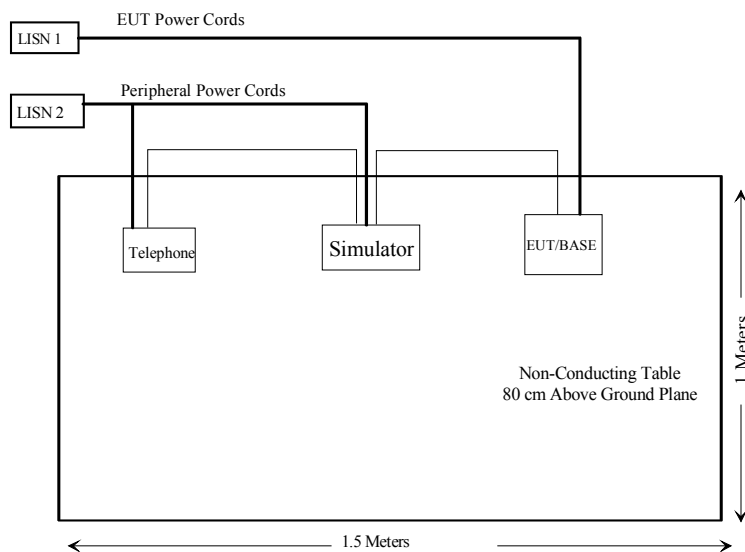 EUT Power Cords
LISN 1
Peripheral Power Cords
LISN 2
Telephone
Simulator
EUT/BASE
Non-Conducting Table
80 cm Above Ground Plane
1 Meters
1.5 Meters